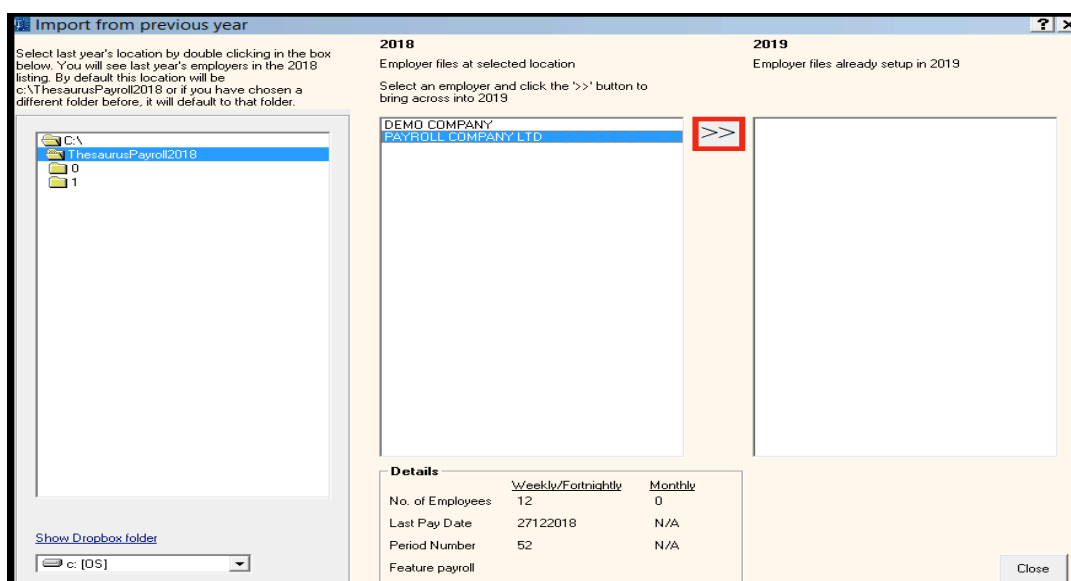 Import from previous year
? x
Select last year's location by double clicking in the box
below. You will see last year's employers in the 2018
listing. By default this location will be
c:\ThesaurusPayroll2018 or if you have chosen a
different folder before, it will default to that folder.
C:\
ThesaurusPayroll2018
0
1
Show Dropbox folder
c: [OS]
2018
Employer files at selected location
Select an employer and click the '>>' button to
bring across into 2019
DEMO COMPANY
PAYROLL COMPANY LTD
>>
2019
Employer files already setup in 2019
Details
Weekly/Fortnightly Monthly
No. of Employees 12 0
Last Pay Date 27122018 N/A
Period Number 52 N/A
Feature payroll
Close